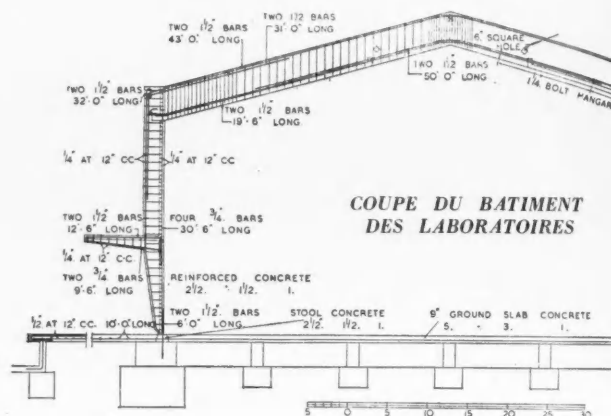 TWO 1½" BARS
43' 0" LONG
TWO 1½" BARS
31' 0" LONG
6" SQUARE
HOLE
TWO 1½" BARS
50' 0" LONG
1¼" BOLT HANGAR
TWO 1½" BARS
32'-0" LONG
TWO 1½" BARS
19'-6" LONG
¼" AT 12" CC
¼" AT 12" CC
COUPE DU BATIMENT
DES LABORATOIRES
TWO 1½" BARS
12'-6" LONG
FOUR ¾" BARS
30' 6" LONG
¼" AT 12" C.C.
TWO ¾" BARS
9'-6" LONG
REINFORCED CONCRETE
2½". 1½". 1.
TWO 1½" BARS
6'0" LONG
STOOL CONCRETE
2½". 1½. 1.
9" GROUND SLAB CONCRETE
5. 3. 1.
½" AT 12" CC. 10'-0" LONG
5 0 5 10 15 20 25 30